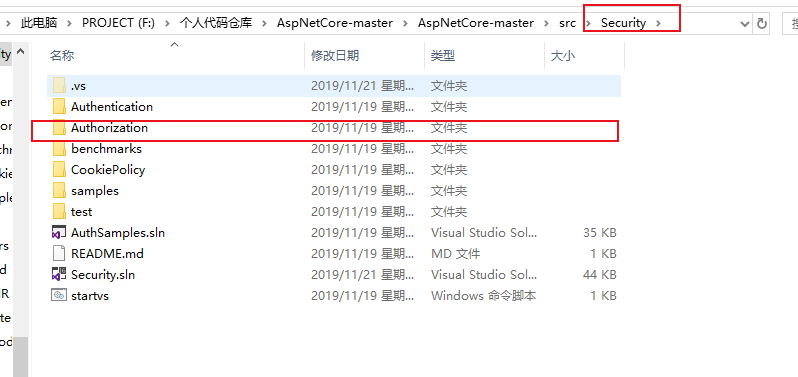 此电脑 > PROJECT (F:) > 个人代码仓库 > AspNetCore-master > AspNetCore-master > src > Security >
名称 修改日期 类型 大小
.vs 2019/11/21 星期... 文件夹
Authentication 2019/11/19 星期... 文件夹
Authorization 2019/11/19 星期... 文件夹
benchmarks 2019/11/19 星期... 文件夹
CookiePolicy 2019/11/19 星期... 文件夹
samples 2019/11/19 星期... 文件夹
test 2019/11/19 星期... 文件夹
AuthSamples.sln 2019/11/19 星期... Visual Studio Sol... 35 KB
README.md 2019/11/19 星期... MD 文件 1 KB
Security.sln 2019/11/21 星期... Visual Studio Sol... 44 KB
startvs 2019/11/19 星期... Windows 命令脚本 1 KB